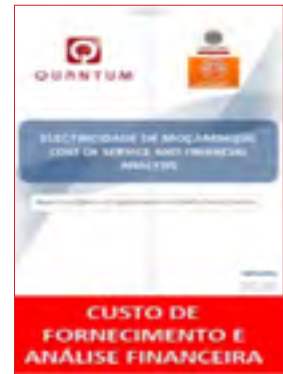 QUANTUM
ELECTRICIDADE DE MOÇAMBIQUE
COST OF SERVICE AND FINANCIAL
ANALYSIS
CUSTO DE
FORNECIMENTO E
ANÁLISE FINANCEIRA